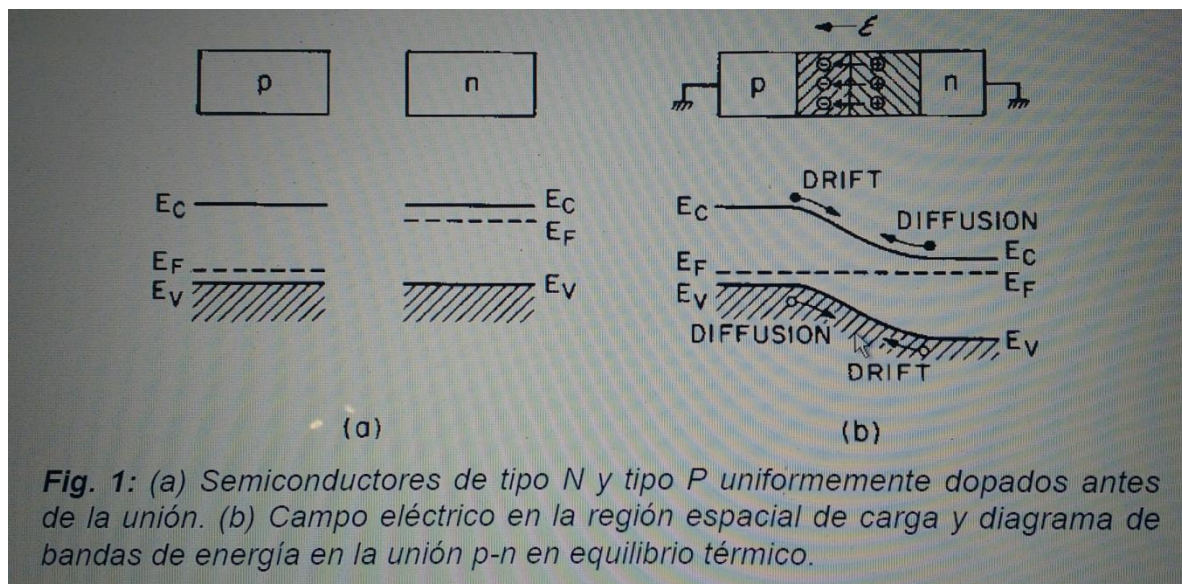 ← ε
p
n
p
n
DRIFT
DIFFUSION
E_C
E_C
E_F
E_F
E_V
E_V
E_C
E_C
E_F
E_F
E_V
E_V
DIFFUSION
DRIFT
(a)
(b)
Fig. 1: (a) Semiconductores de tipo N y tipo P uniformemente dopados antes
de la unión. (b) Campo eléctrico en la región espacial de carga y diagrama de
bandas de energía en la unión p-n en equilibrio térmico.